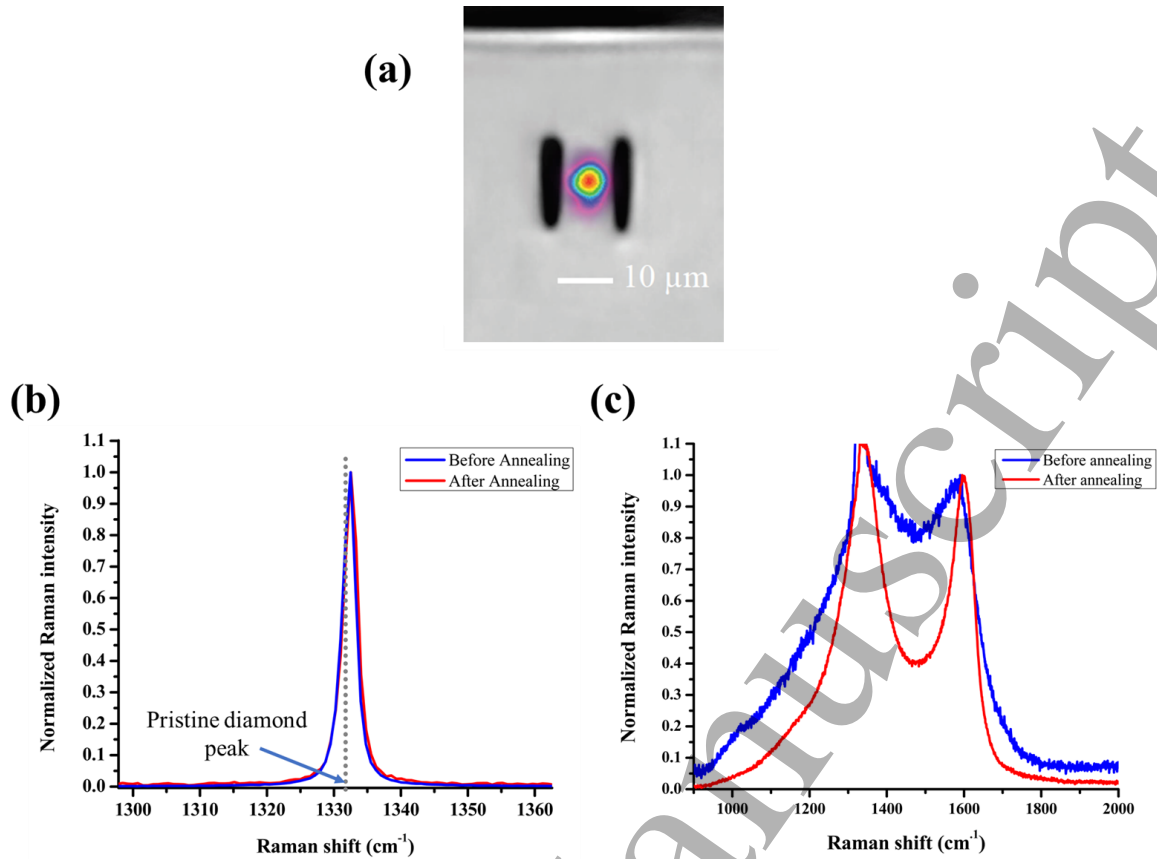 (a)
10 µm
(b)
1.1
1.0
0.9
0.8
0.7
0.6
0.5
0.4
0.3
0.2
0.1
0.0
Normalized Raman intensity
Before Annealing
After Annealing
Pristine diamond
peak
1300 1310 1320 1330 1340 1350 1360
Raman shift (cm⁻¹)
(c)
1.1
1.0
0.9
0.8
0.7
0.6
0.5
0.4
0.3
0.2
0.1
0.0
Normalized Raman intensity
Before annealing
After annealing
1000 1200 1400 1600 1800 2000
Raman shift (cm⁻¹)
anuscript